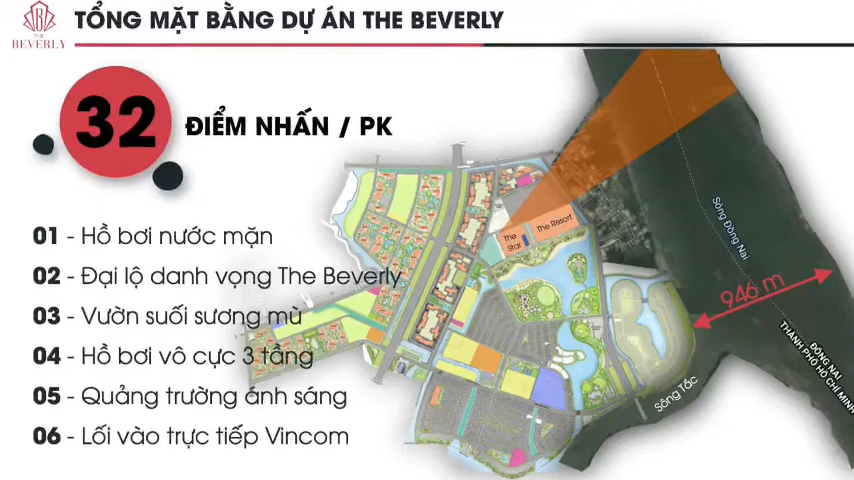 THE
BEVERLY
TỔNG MẶT BẰNG DỰ ÁN THE BEVERLY
32
ĐIỂM NHẤN / PK
01 - Hồ bơi nước mặn
02 - Đại lộ danh vọng The Beverly
03 - Vườn suối sương mù
04 - Hồ bơi vô cực 3 tầng
05 - Quảng trường ánh sáng
06 - Lối vào trực tiếp Vincom
The
Star
The Resort
Sông Đồng Nai
946 m
ĐỒNG NAI
THÀNH PHỐ HỒ CHÍ MINH
Sông Tắc